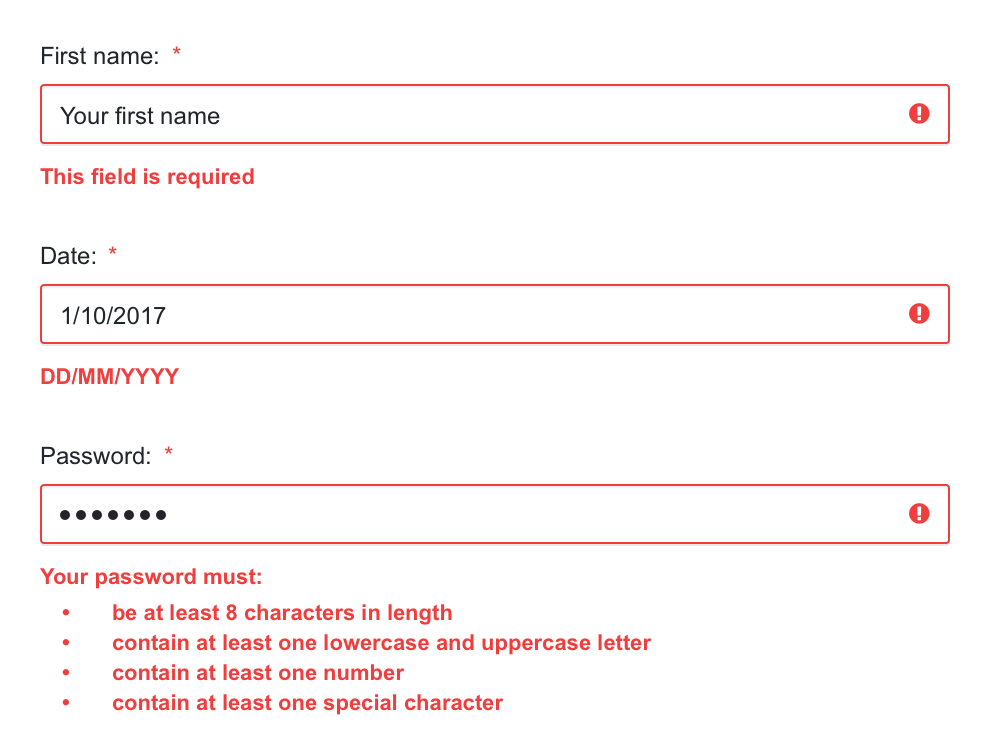 First name: *
Your first name
This field is required
Date: *
1/10/2017
DD/MM/YYYY
Password: *
•••••••
Your password must:
• be at least 8 characters in length
• contain at least one lowercase and uppercase letter
• contain at least one number
• contain at least one special character